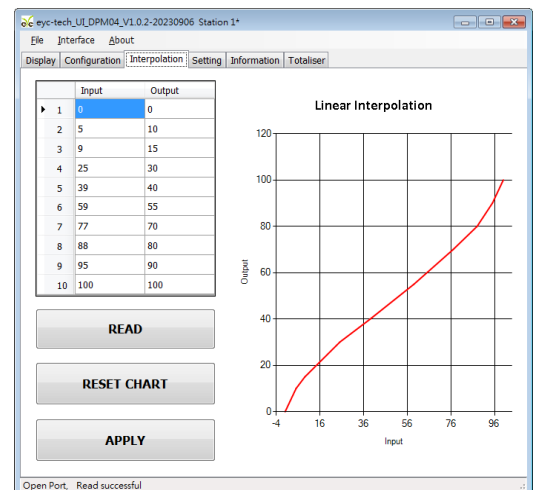 eyc-tech_UI_DPM04_V1.0.2-20230906 Station 1*
File Interface About
Display Configuration Interpolation Setting Information Totaliser
Input Output
1 0 0
2 5 10
3 9 15
4 25 30
5 39 40
6 59 55
7 77 70
8 88 80
9 95 90
10 100 100
READ
RESET CHART
APPLY
Linear Interpolation
120
100
80
60
40
20
0
Output
-4 16 36 56 76 96
Input
Open Port, Read successful